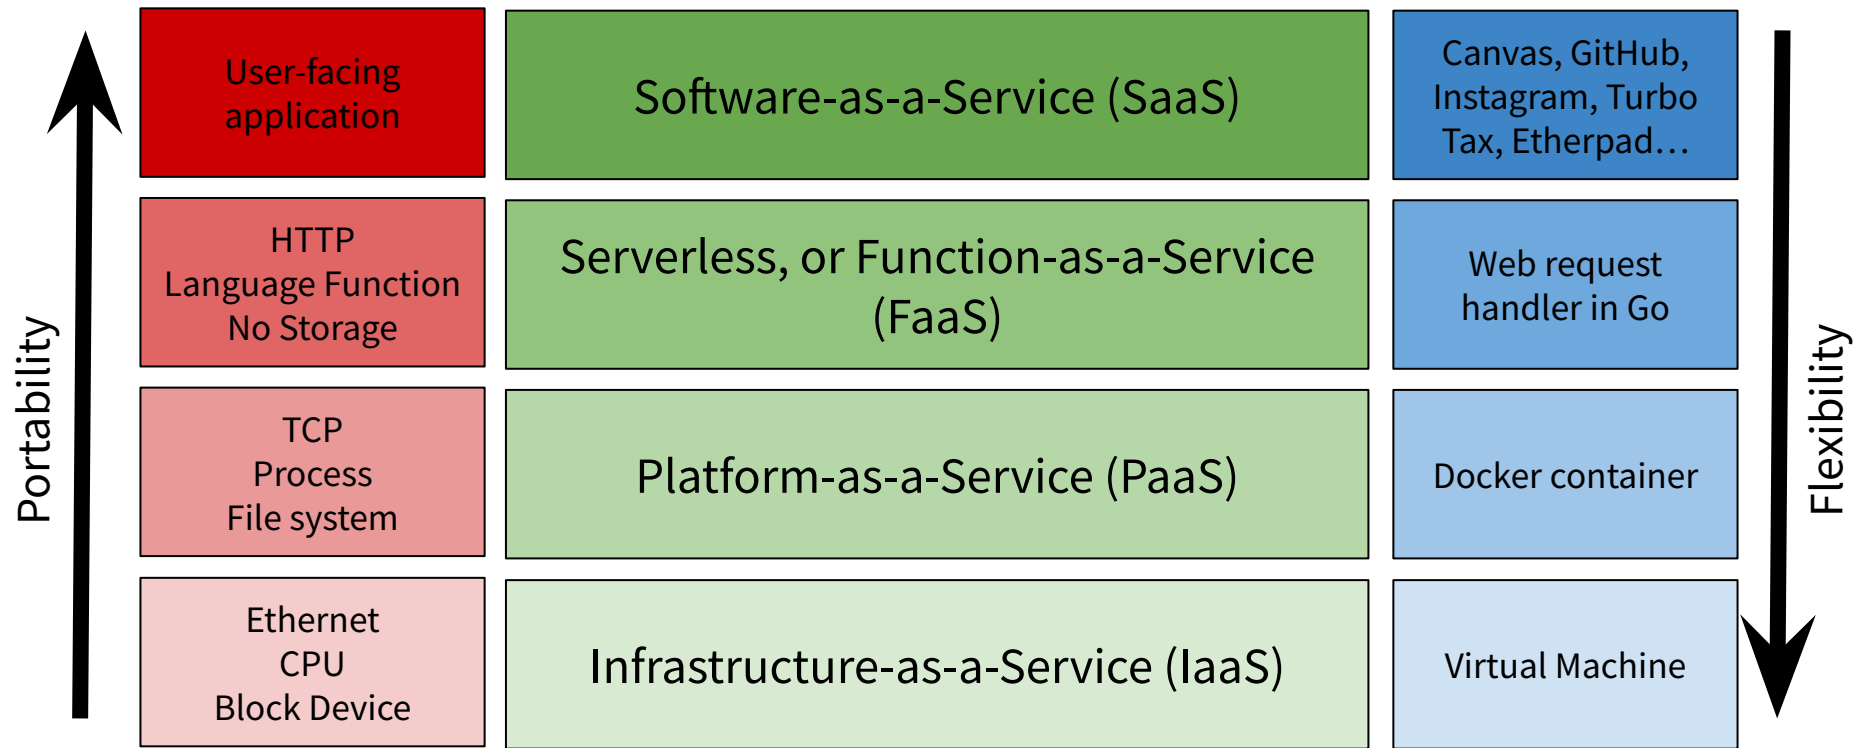 Portability
User-facing
application
Software-as-a-Service (SaaS)
Canvas, GitHub,
Instagram, Turbo
Tax, Etherpad…
HTTP
Language Function
No Storage
Serverless, or Function-as-a-Service
(FaaS)
Web request
handler in Go
TCP
Process
File system
Platform-as-a-Service (PaaS)
Docker container
Ethernet
CPU
Block Device
Infrastructure-as-a-Service (IaaS)
Virtual Machine
Flexibility